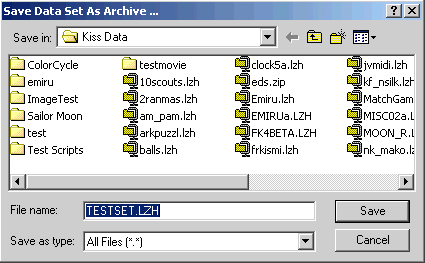 Save Data Set As Archive ...
Save in: Kiss Data
ColorCycle testmovie clock5a.lzh jvmidi.lzh
emiru 10scouts.lzh eds.zip kf_nsilk.lzh
ImageTest 2ranmas.lzh Emiru.lzh MatchGam
Sailor Moon am_pam.lzh EMIRUa.LZH MISC02a.L
test arkpuzzl.lzh FK4BETA.LZH MOON_R.L
Test Scripts balls.lzh frkismi.lzh nk_mako.lz
File name: TESTSET.LZH Save
Save as type: All Files (*.*) Cancel